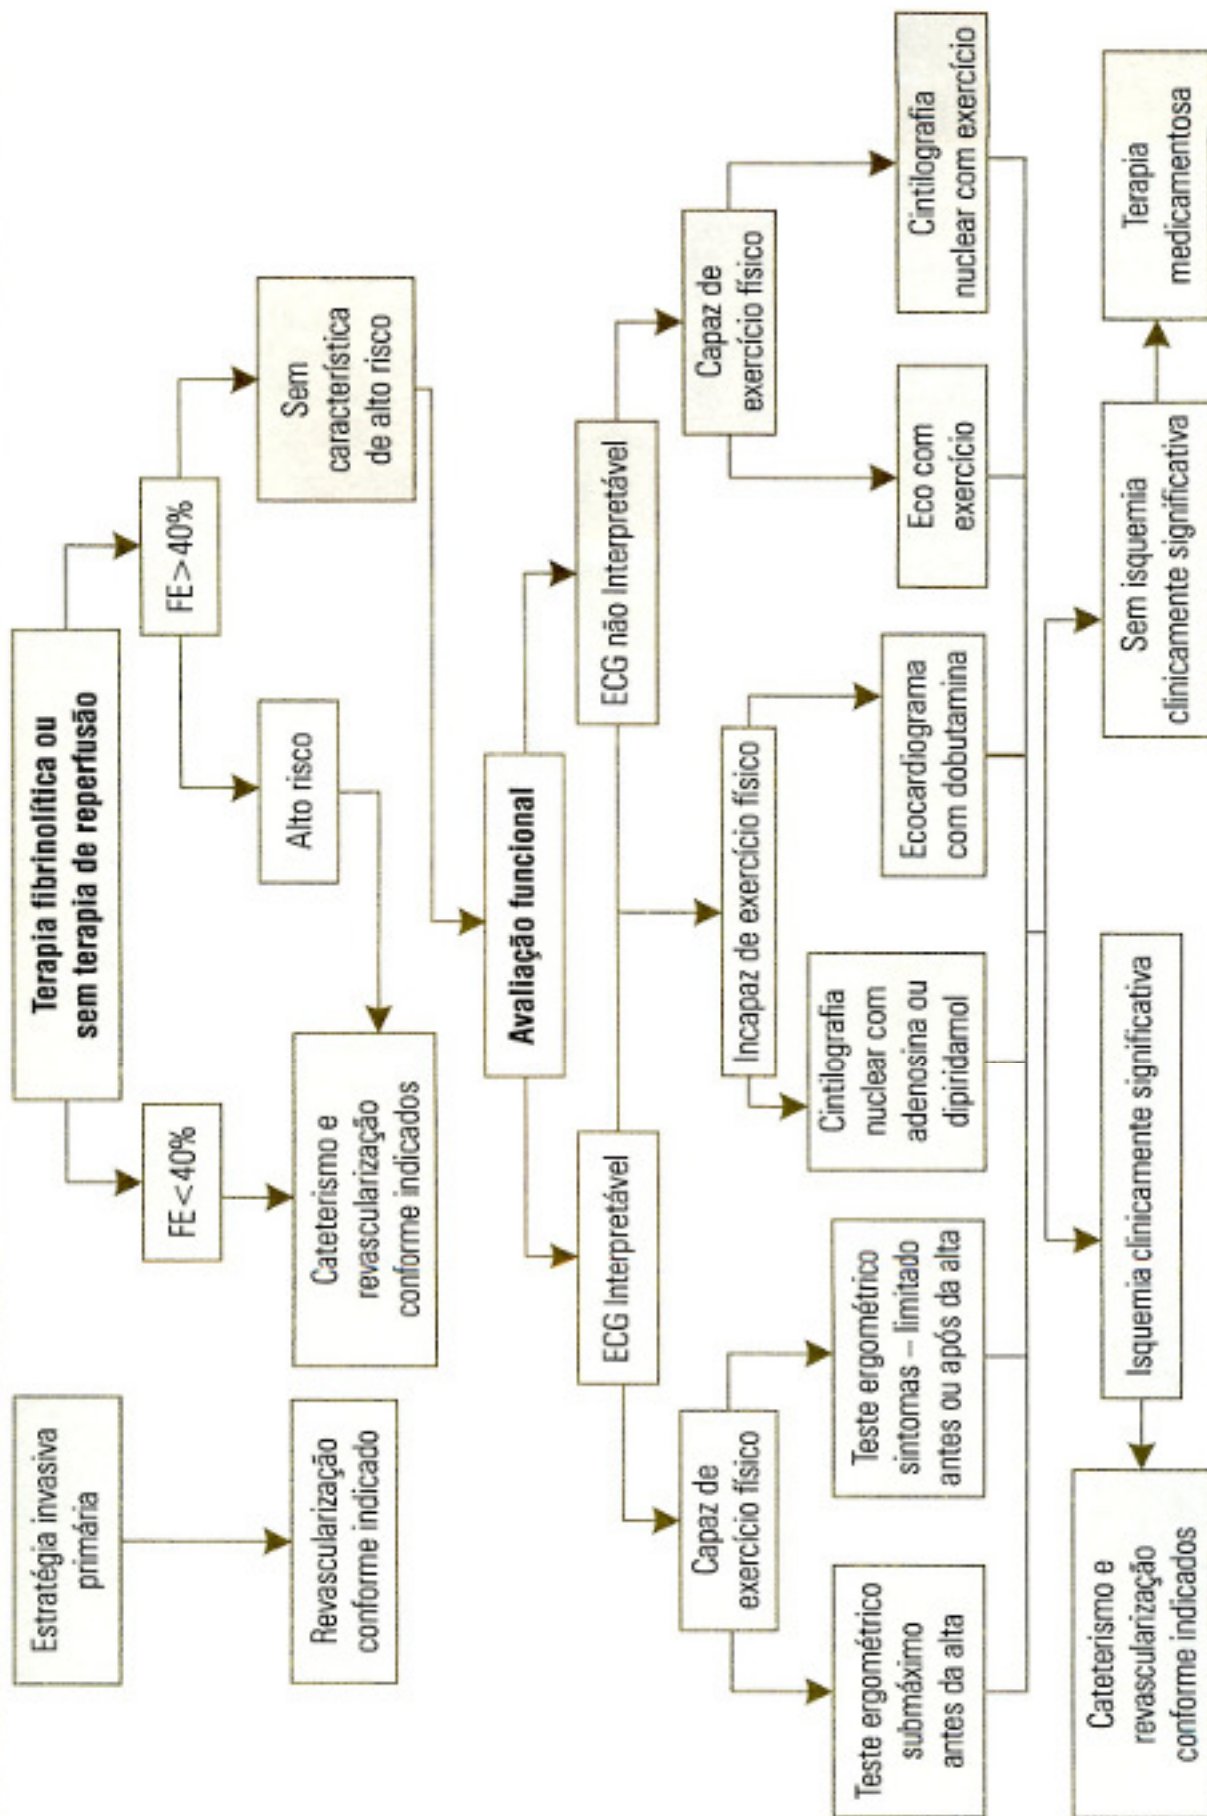 Estratégia invasiva
primária
Terapia fibrinolítica ou
sem terapia de reperfusão
FE<40%
FE>40%
Revascularização
conforme indicado
Cateterismo e
revascularização
conforme indicados
Alto risco
Sem
característica
de alto risco
Avaliação funcional
ECG Interpretável
ECG não Interpretável
Capaz de
exercício físico
Incapaz de exercício físico
Capaz de
exercício físico
Teste ergométrico
submáximo
antes da alta
Teste ergométrico
sintomas – limitado
antes ou após da alta
Cintilografia
nuclear com
adenosina ou
dipiridamol
Ecocardiograma
com dobutamina
Eco com
exercício
Cintilografia
nuclear com exercício
Cateterismo e
revascularização
conforme indicados
Isquemia clinicamente significativa
Sem isquemia
clinicamente significativa
Terapia
medicamentosa